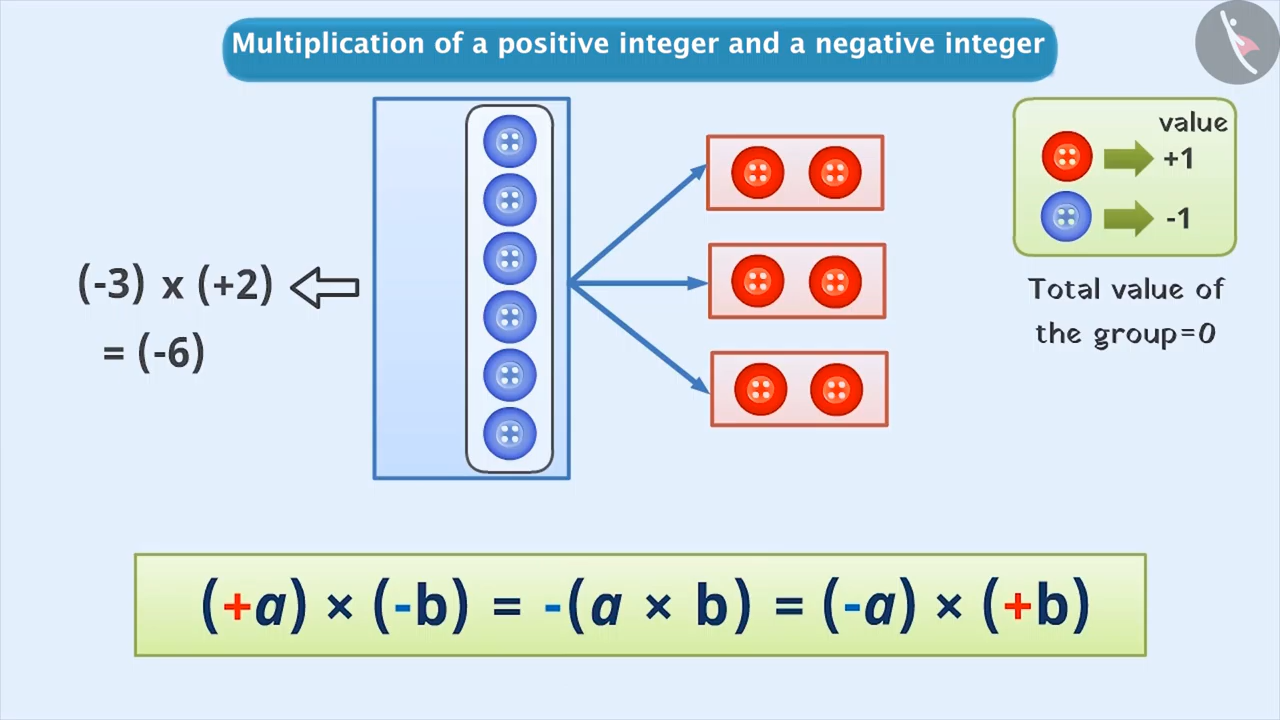 Multiplication of a positive integer and a negative integer
value
+1
-1
Total value of
the group=0
(-3) x (+2)
= (-6)
(+a) × (-b) = -(a × b) = (-a) × (+b)